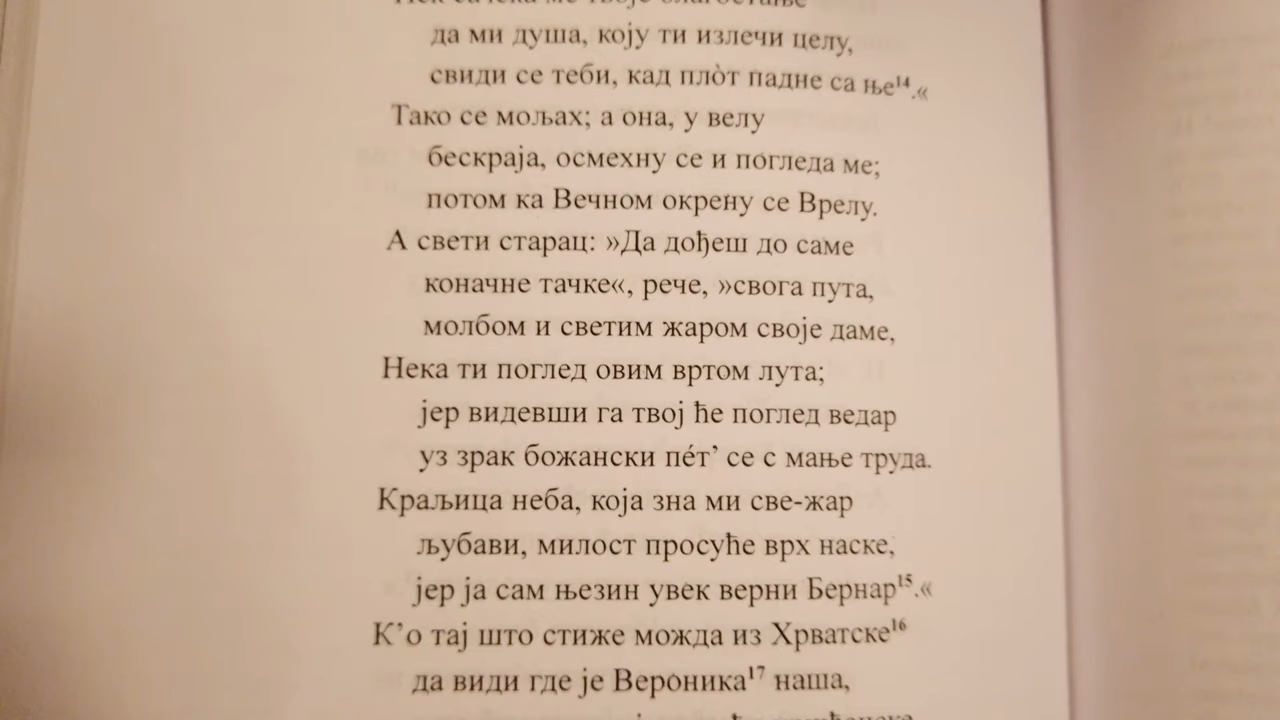 да ми душа, коју ти излечи целу,
свиди се теби, кад пло̀т падне са ње¹⁴.«
Тако се мољах; а она, у велу
бескраја, осмехну се и погледа ме;
потом ка Вечном окрену се Врелу.
А свети старац: »Да дођеш до саме
коначне тачке«, рече, »свога пута,
молбом и светим жаром своје даме,
Нека ти поглед овим вртом лута;
јер видевши га твој ће поглед ведар
уз зрак божански пе́т’ се с мање труда.
Краљица неба, која зна ми све-жар
љубави, милост просуће врх наске,
јер ја сам њезин увек верни Бернар¹⁵.«
К’о тај што стиже можда из Хрватске¹⁶
да види где је Вероника¹⁷ наша,